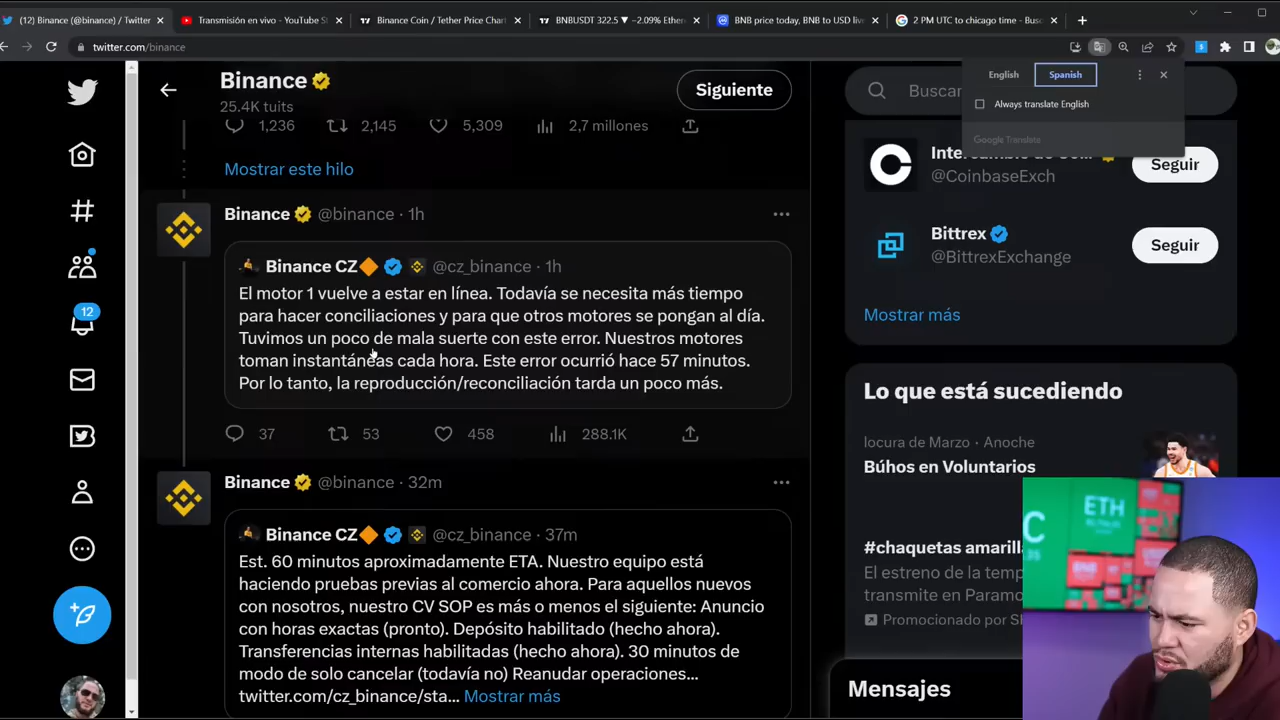 (12) Binance (@binance) / Twitter
Transmisión en vivo - YouTube St
Binance Coin / Tether Price Chart
BNBUSDT 322.5 ▼ −2.09% Ether
BNB price today, BNB to USD live
2 PM UTC to chicago time - Bus
twitter.com/binance
English
Spanish
Always translate English
Google Translate
Binance
25.4K tuits
Siguiente
1,236
2,145
5,309
2,7 millones
Mostrar este hilo
Binance @binance · 1h
Binance CZ @cz_binance · 1h
El motor 1 vuelve a estar en línea. Todavía se necesita más tiempo
para hacer conciliaciones y para que otros motores se pongan al día.
Tuvimos un poco de mala suerte con este error. Nuestros motores
toman instantáneas cada hora. Este error ocurrió hace 57 minutos.
Por lo tanto, la reproducción/reconciliación tarda un poco más.
37
53
458
288.1K
Binance @binance · 32m
Binance CZ @cz_binance · 37m
Est. 60 minutos aproximadamente ETA. Nuestro equipo está
haciendo pruebas previas al comercio ahora. Para aquellos nuevos
con nosotros, nuestro CV SOP es más o menos el siguiente: Anuncio
con horas exactas (pronto). Depósito habilitado (hecho ahora).
Transferencias internas habilitadas (hecho ahora). 30 minutos de
modo de solo cancelar (todavía no) Reanudar operaciones...
twitter.com/cz_binance/sta... Mostrar más
12
Buscar
Intercambio de Co...
@CoinbaseExch
Seguir
Bittrex
@BittrexExchange
Seguir
Mostrar más
Lo que está sucediendo
locura de Marzo · Anoche
Búhos en Voluntarios
#chaquetas amarill
El estreno de la temp
transmite en Paramo
Promocionado por Sh
Mensajes
C
35
ETH
BNB